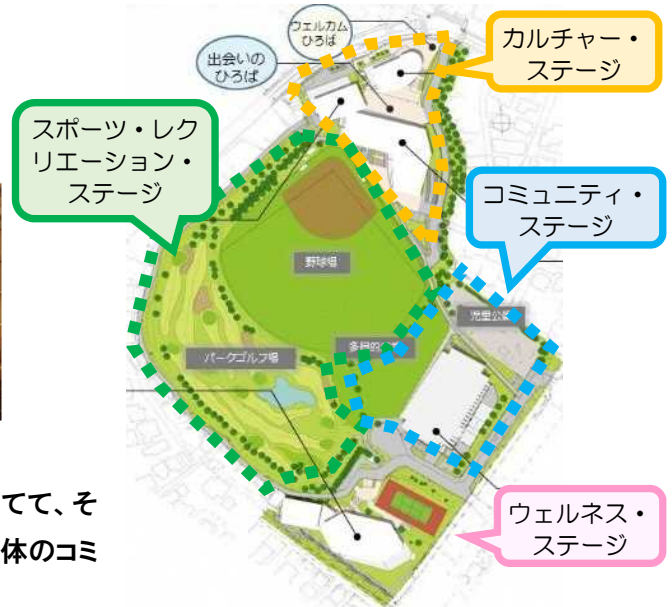 ウェルカム
ひろば
出会いの
ひろば
カルチャー・
ステージ
スポーツ・レク
リエーション・
ステージ
コミュニティ・
ステージ
野球場
児童公園
パークゴルフ場
ウェルネス・
ステージ
てて、そ
体のコミ